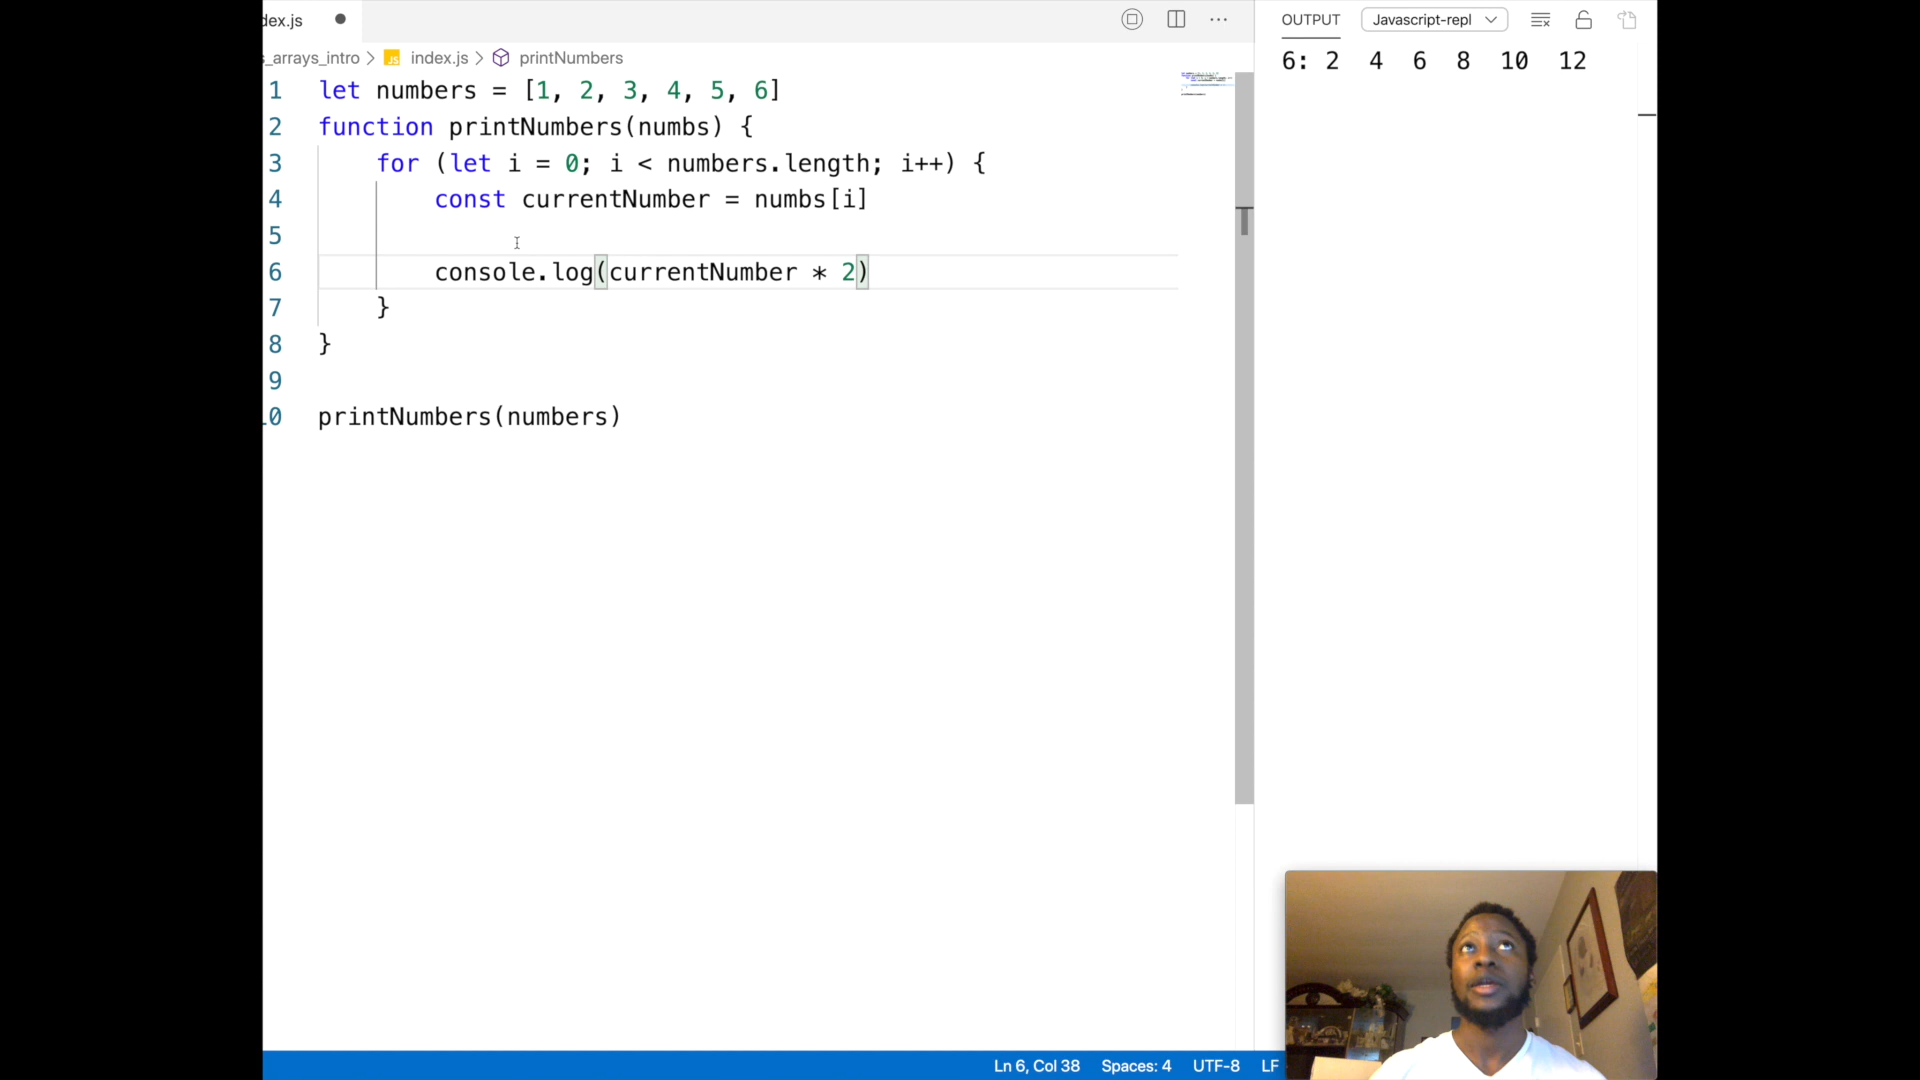 dex.js
OUTPUT
Javascript-repl
s_arrays_intro > JS index.js > printNumbers
6: 2 4 6 8 10 12
1 let numbers = [1, 2, 3, 4, 5, 6]
2 function printNumbers(numbs) {
3 for (let i = 0; i < numbers.length; i++) {
4 const currentNumber = numbs[i]
5
6 console.log(currentNumber * 2)
7 }
8 }
9
10 printNumbers(numbers)
Ln 6, Col 38 Spaces: 4 UTF-8 LF